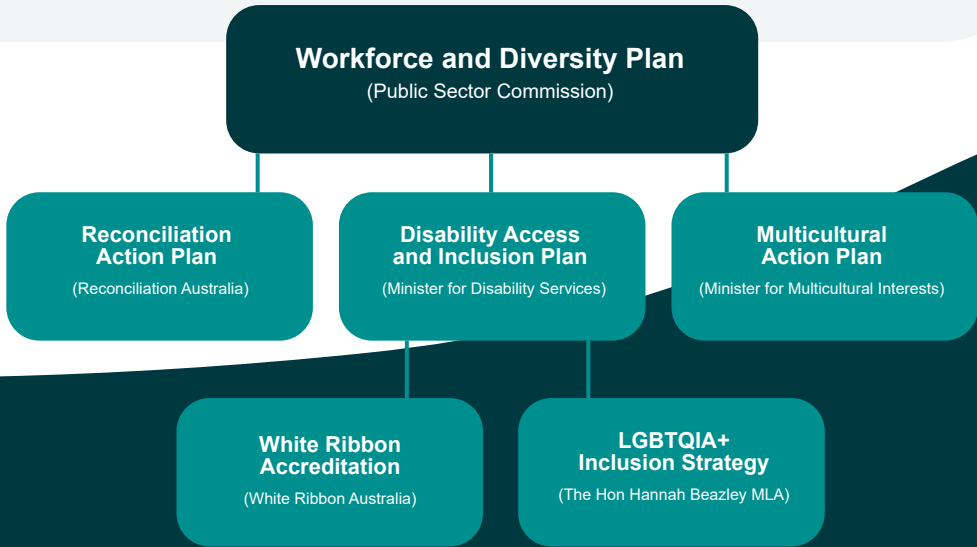 Workforce and Diversity Plan
(Public Sector Commission)
Reconciliation
Action Plan
(Reconciliation Australia)
Disability Access
and Inclusion Plan
(Minister for Disability Services)
Multicultural
Action Plan
(Minister for Multicultural Interests)
White Ribbon
Accreditation
(White Ribbon Australia)
LGBTQIA+
Inclusion Strategy
(The Hon Hannah Beazley MLA)